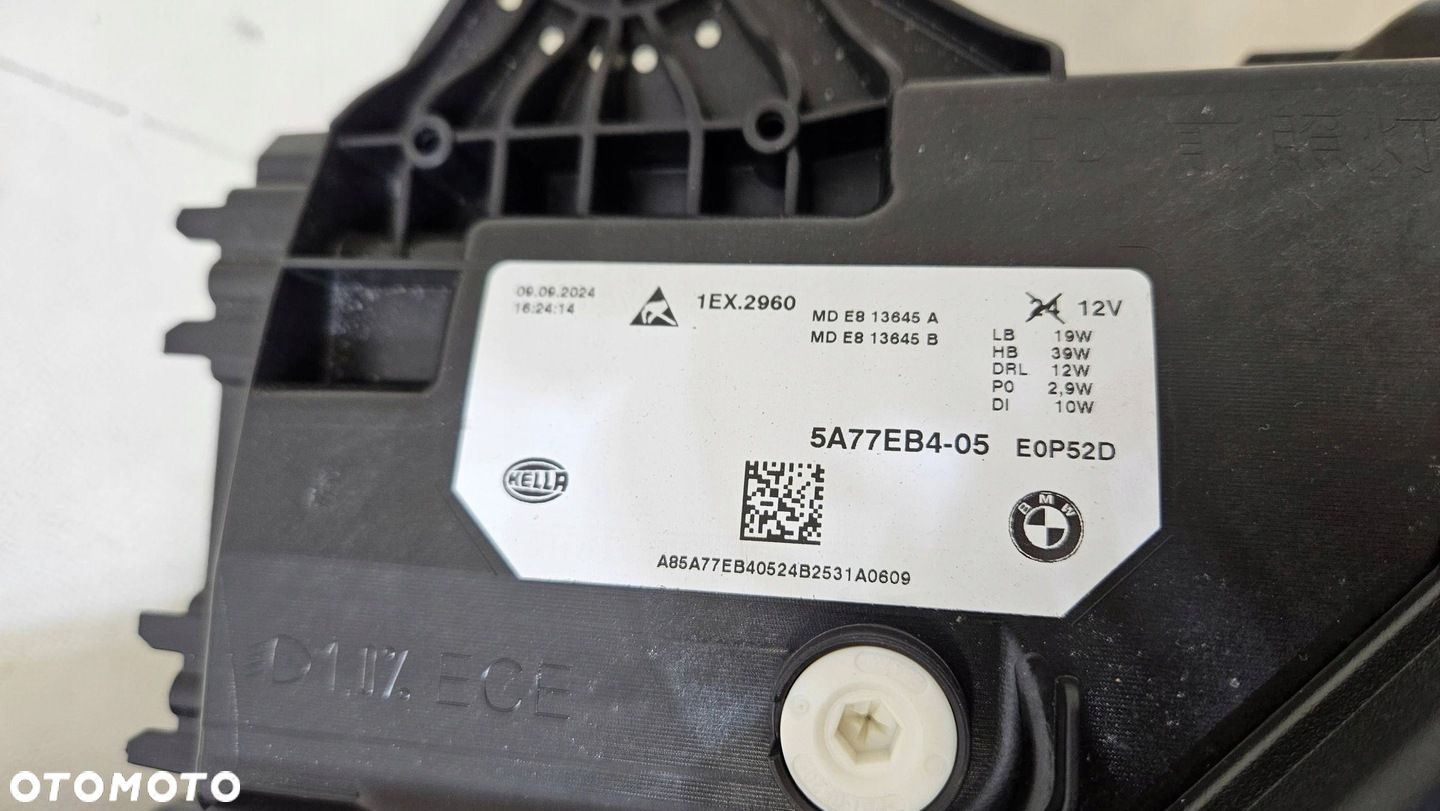 09.09.2024
16:24:14
1EX.2960
MD E8 13645 A
MD E8 13645 B
24 12V
LB 19W
HB 39W
DRL 12W
P0 2,9W
DI 10W
5A77EB4-05 E0P52D
HELLA
BMW
A85A77EB40524B2531A0609
ECE
OTOMOTO